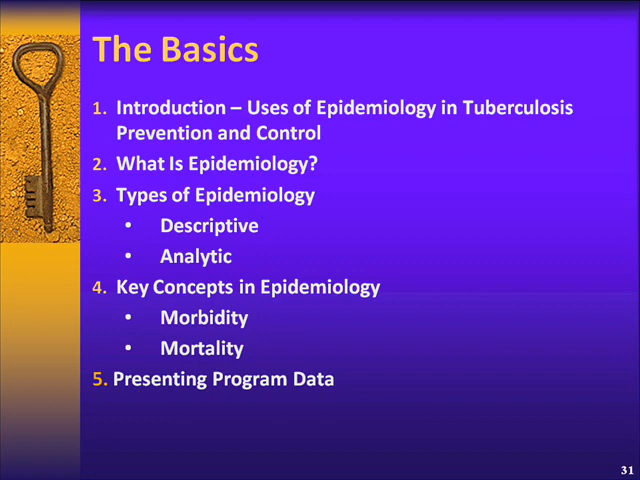 The Basics
1. Introduction – Uses of Epidemiology in Tuberculosis
Prevention and Control
2. What Is Epidemiology?
3. Types of Epidemiology
• Descriptive
• Analytic
4. Key Concepts in Epidemiology
• Morbidity
• Mortality
5. Presenting Program Data
31